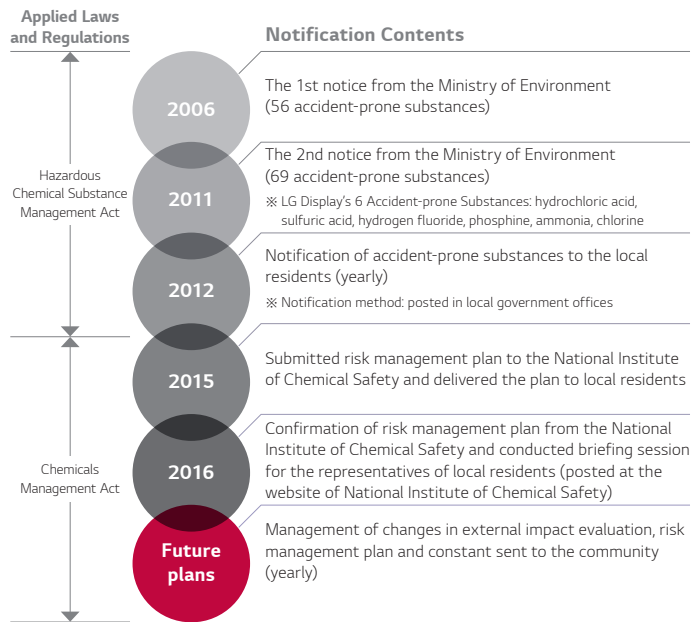 Applied Laws
and Regulations
Notification Contents
2006
The 1st notice from the Ministry of Environment
(56 accident-prone substances)
Hazardous
Chemical Substance
Management Act
2011
The 2nd notice from the Ministry of Environment
(69 accident-prone substances)
※ LG Display's 6 Accident-prone Substances: hydrochloric acid,
sulfuric acid, hydrogen fluoride, phosphine, ammonia, chlorine
2012
Notification of accident-prone substances to the local
residents (yearly)
※ Notification method: posted in local government offices
2015
Submitted risk management plan to the National Institute
of Chemical Safety and delivered the plan to local residents
Chemicals
Management Act
2016
Confirmation of risk management plan from the National
Institute of Chemical Safety and conducted briefing session
for the representatives of local residents (posted at the
website of National Institute of Chemical Safety)
Future
plans
Management of changes in external impact evaluation, risk
management plan and constant sent to the community
(yearly)